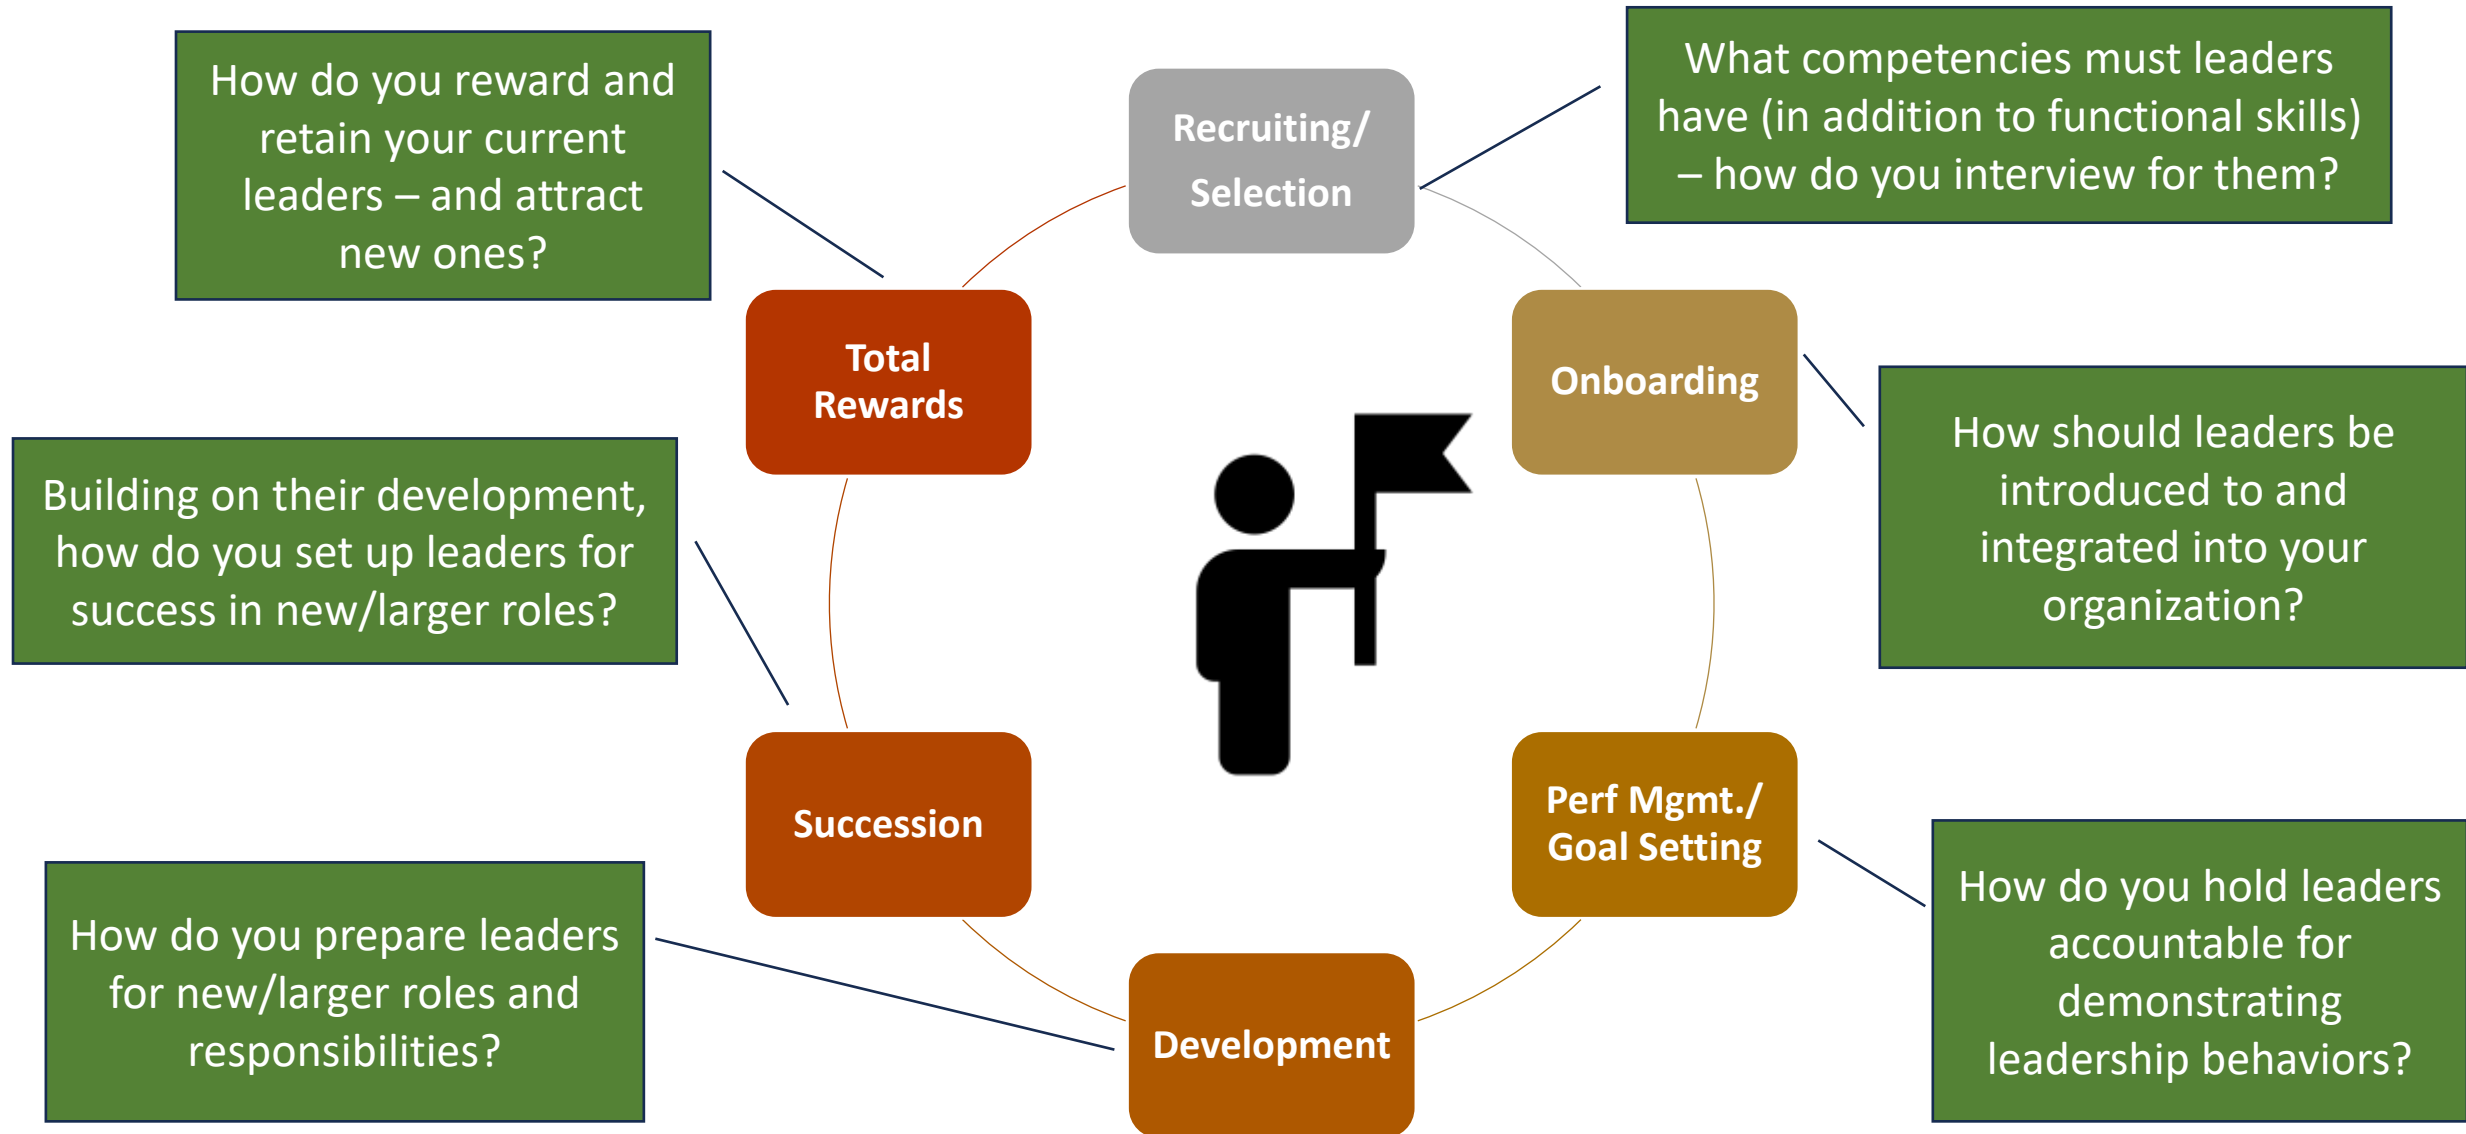 How do you reward and
retain your current
leaders – and attract
new ones?
Recruiting/
Selection
What competencies must leaders
have (in addition to functional skills)
– how do you interview for them?
Total
Rewards
Onboarding
How should leaders be
introduced to and
integrated into your
organization?
Building on their development,
how do you set up leaders for
success in new/larger roles?
Succession
Perf Mgmt./
Goal Setting
How do you hold leaders
accountable for
demonstrating
leadership behaviors?
How do you prepare leaders
for new/larger roles and
responsibilities?
Development